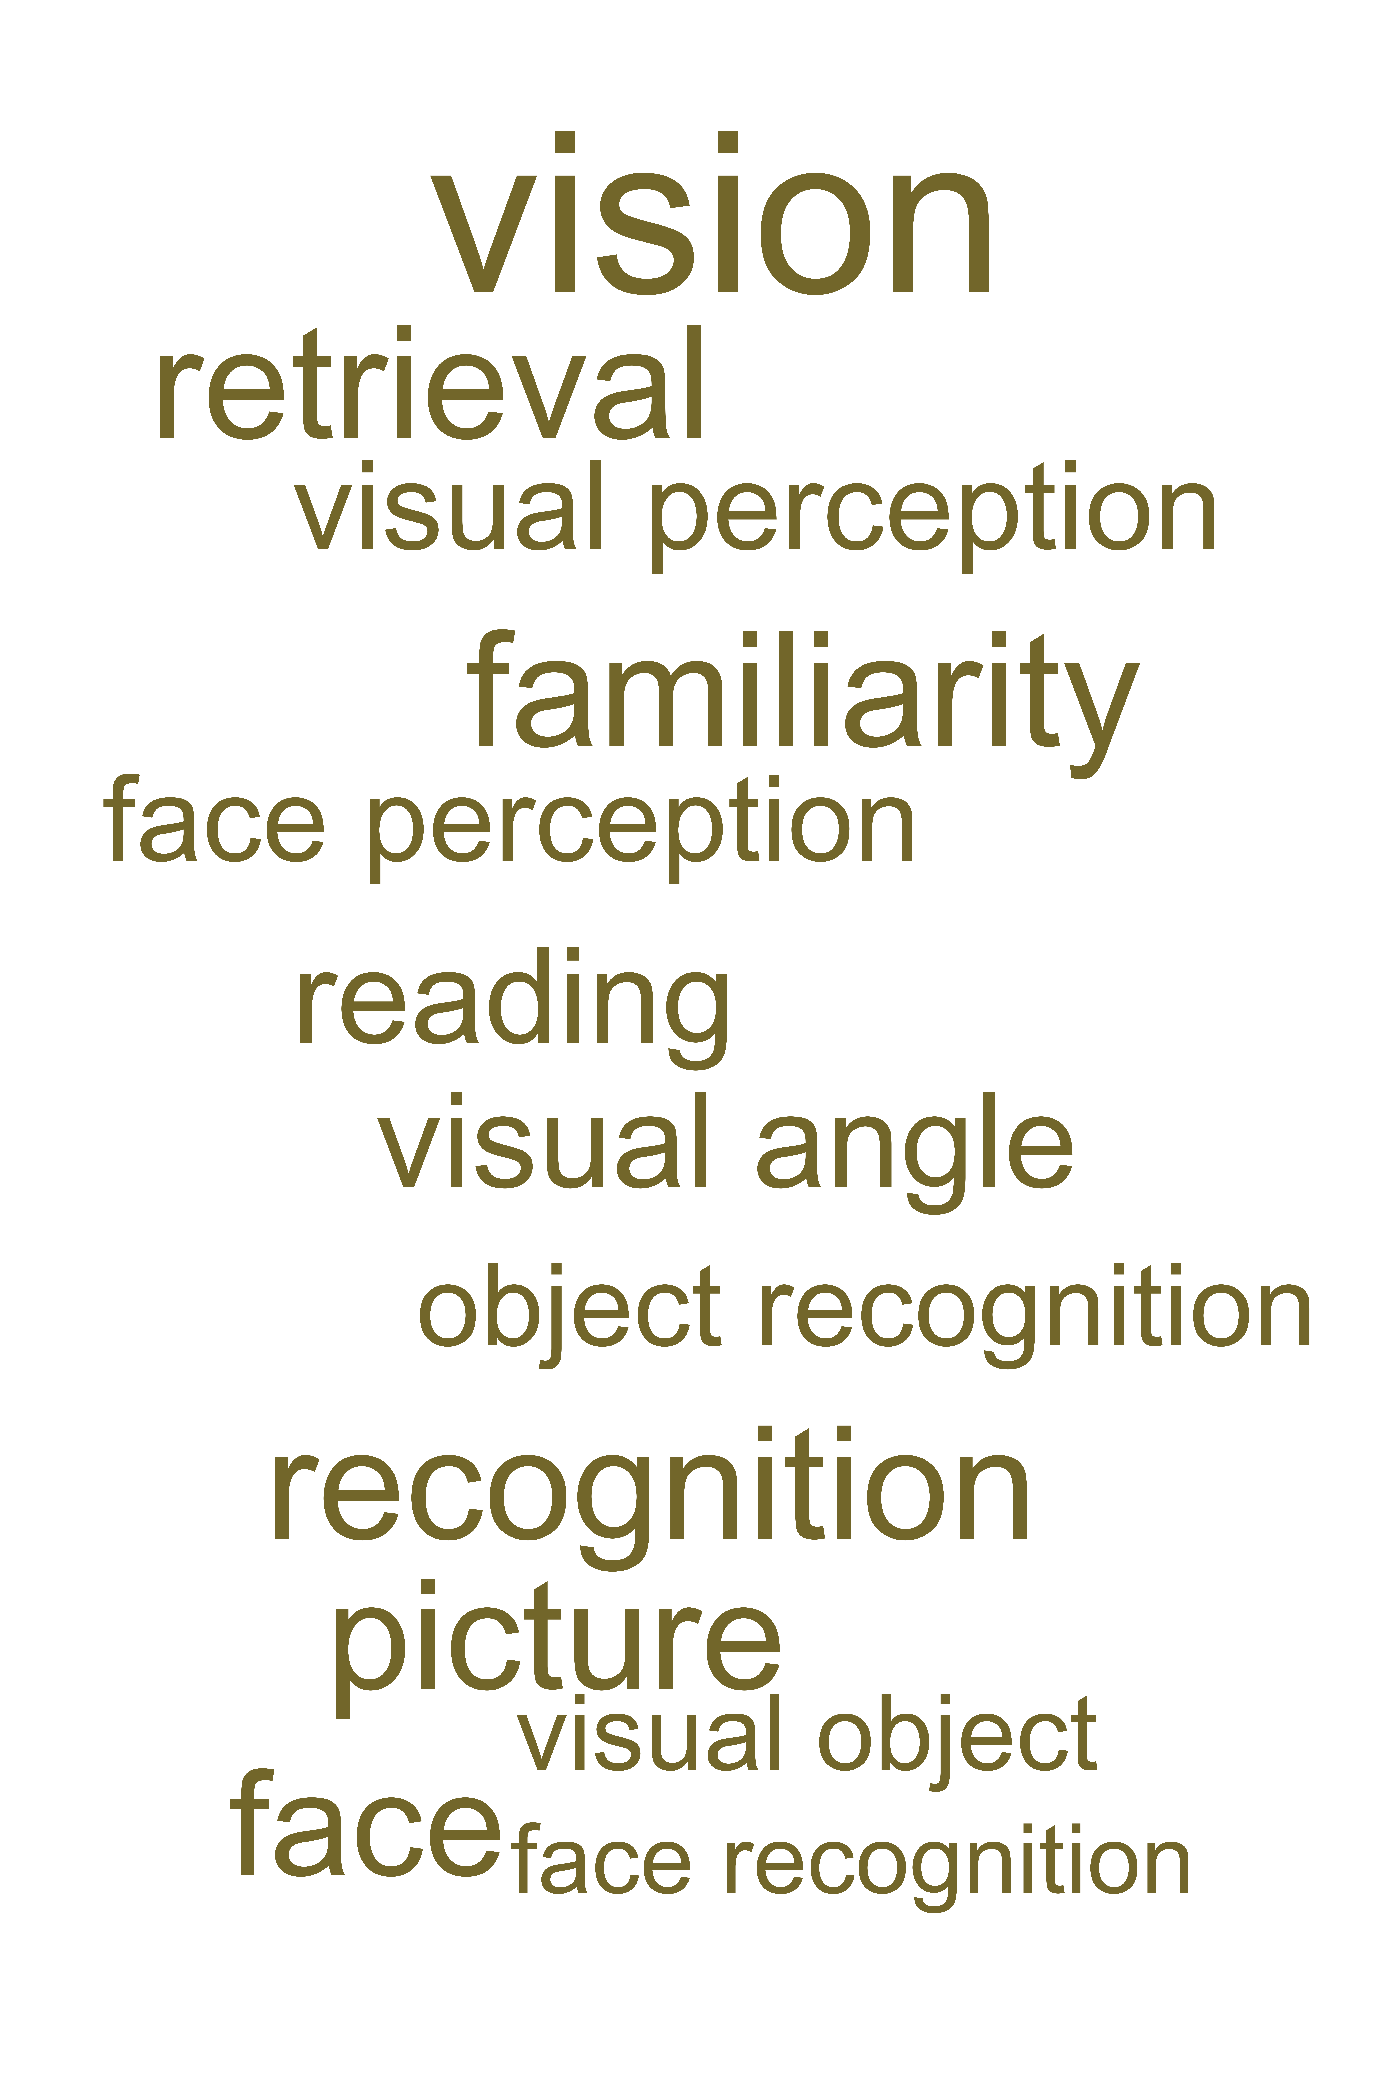 vision
retrieval
visual perception
familiarity
face perception
reading
visual angle
object recognition
recognition
picture
visual object
face
face recognition